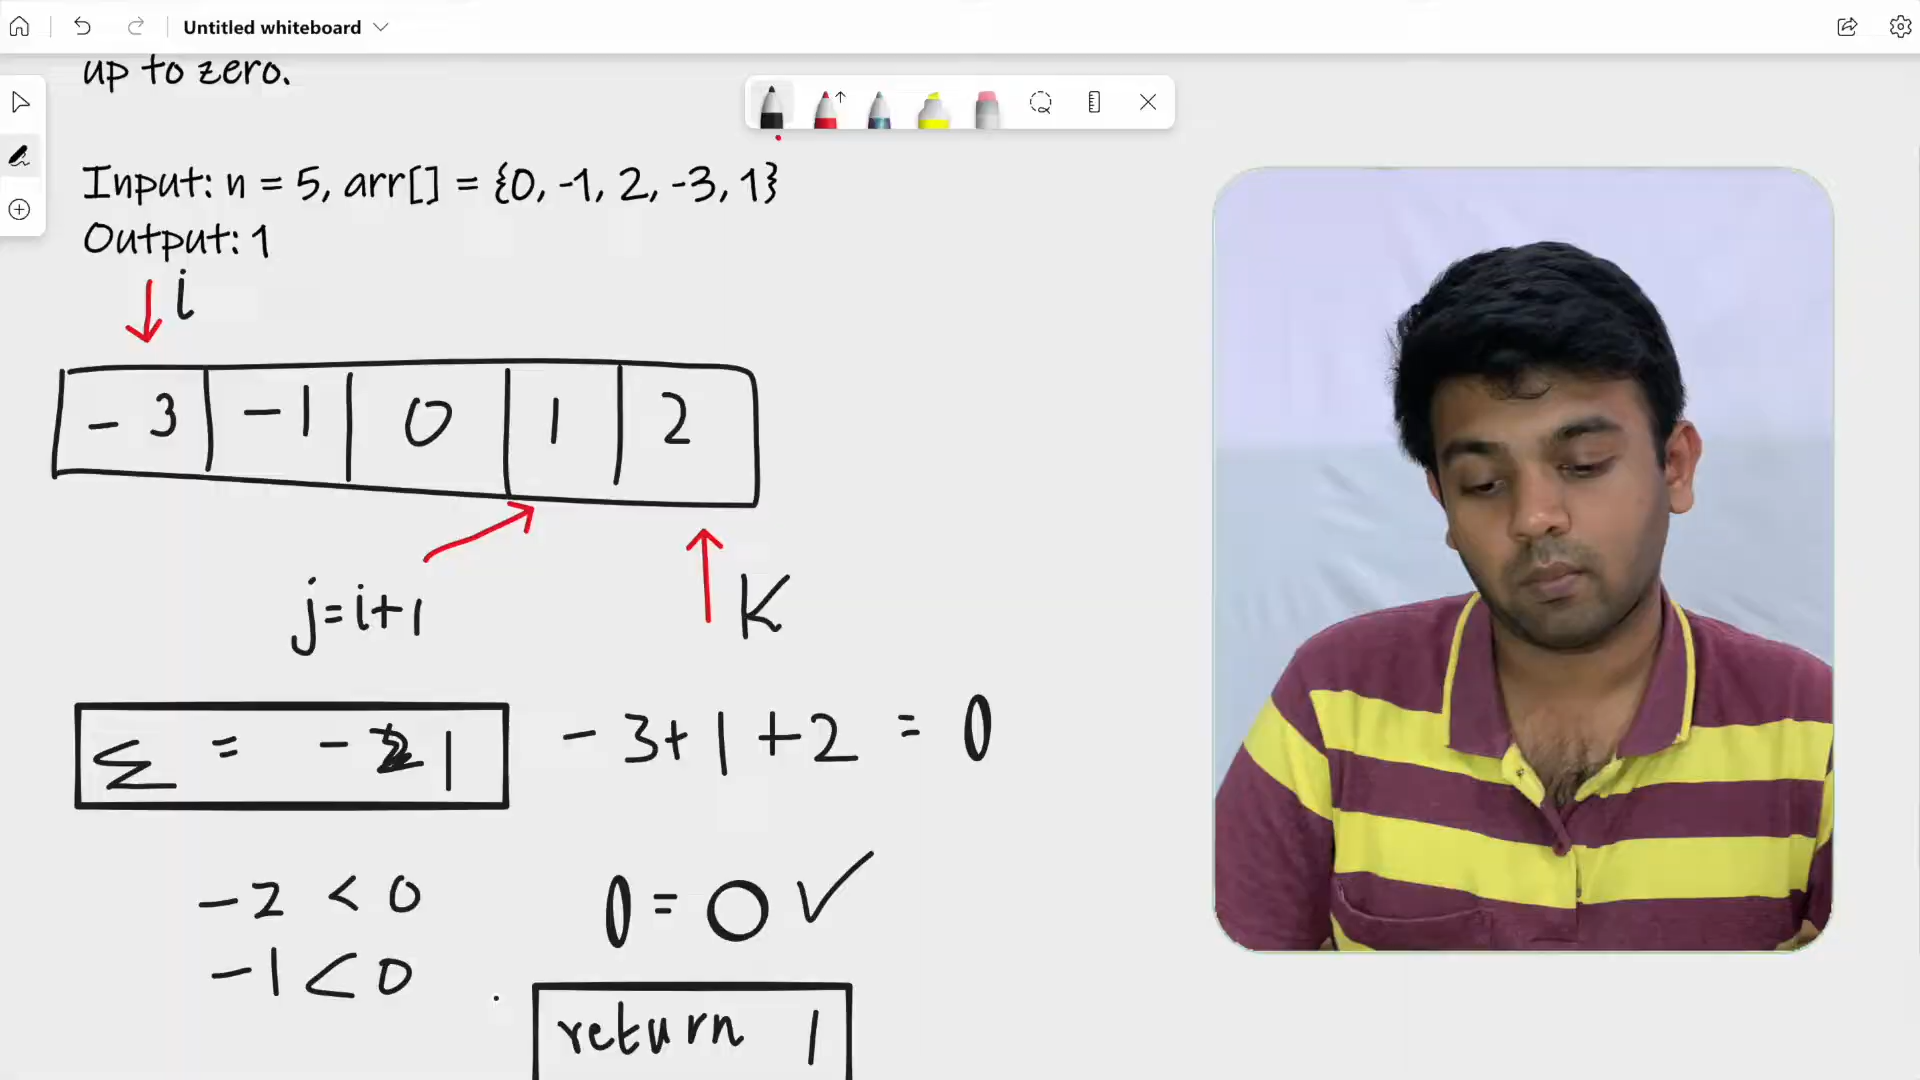 Untitled whiteboard
up to zero.
Input: n = 5, arr[] = {0, -1, 2, -3, 1}
Output: 1
i
-3 -1 0 1 2
j=i+1
K
Σ = - 1
-3+1+2 = 0
-2 < 0
0 = 0 ✓
-1 < 0
return 1